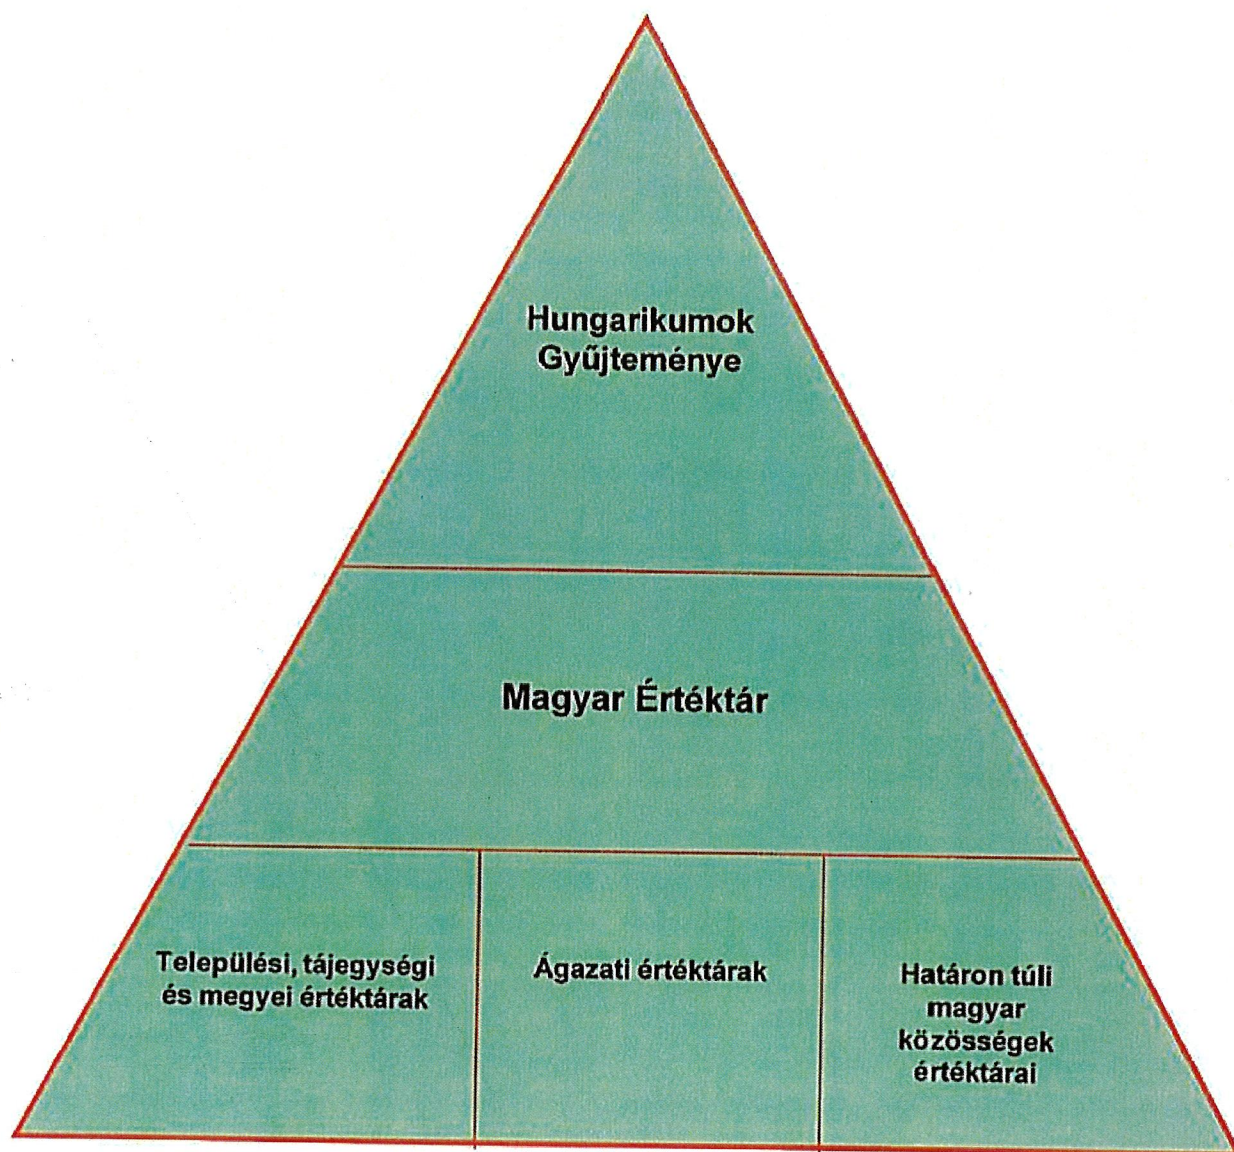 Hungarikumok
Gyűjteménye
Magyar Értéktár
Települési, tájegységi
és megyei értéktárak
Ágazati értéktárak
Határon túli
magyar
közösségek
értéktárai